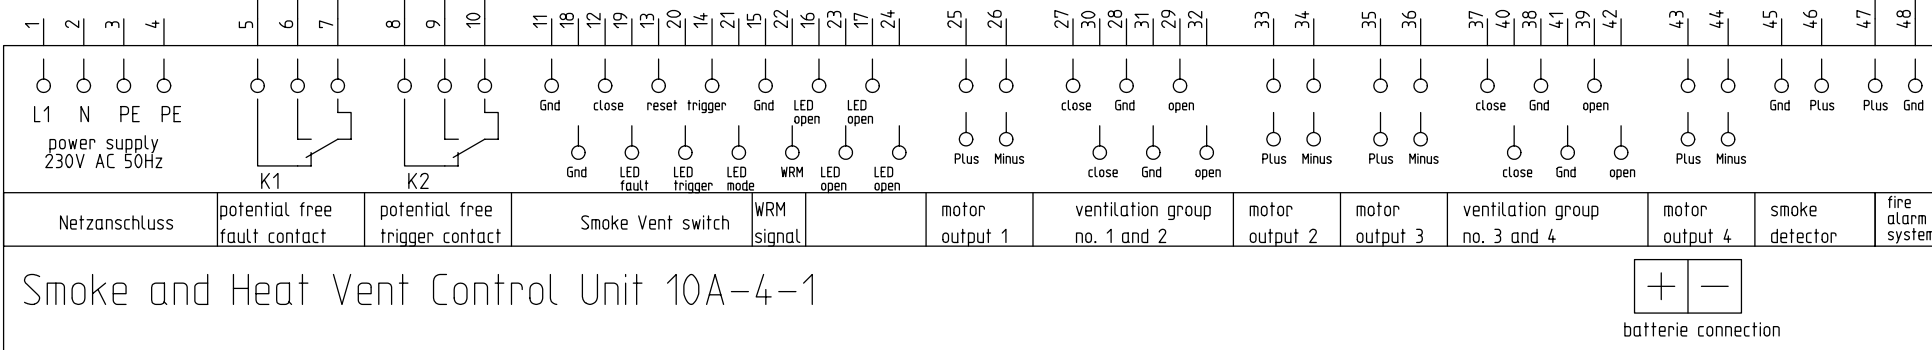 1 2 3 4 5 6 7 8 9 10 11 18 12 19 13 20 14 21 15 22 16 23 17 24 25 26 27 30 28 31 29 32 33 34 35 36 37 40 38 41 39 42 43 44 45 46 47 48
L1 N PE PE
power supply
230V AC 50Hz
K1
K2
Gnd close reset trigger Gnd LED open LED open
Gnd LED fault LED trigger LED mode WRM LED open LED open
Plus Minus
close Gnd open
close Gnd open
Plus Minus
Plus Minus
close Gnd open
close Gnd open
Plus Minus
Gnd Plus
Plus Gnd
Netzanschluss
potential free
fault contact
potential free
trigger contact
Smoke Vent switch
WRM
signal
motor
output 1
ventilation group
no. 1 and 2
motor
output 2
motor
output 3
ventilation group
no. 3 and 4
motor
output 4
smoke
detector
fire
alarm
system
Smoke and Heat Vent Control Unit 10A-4-1
+ −
batterie connection